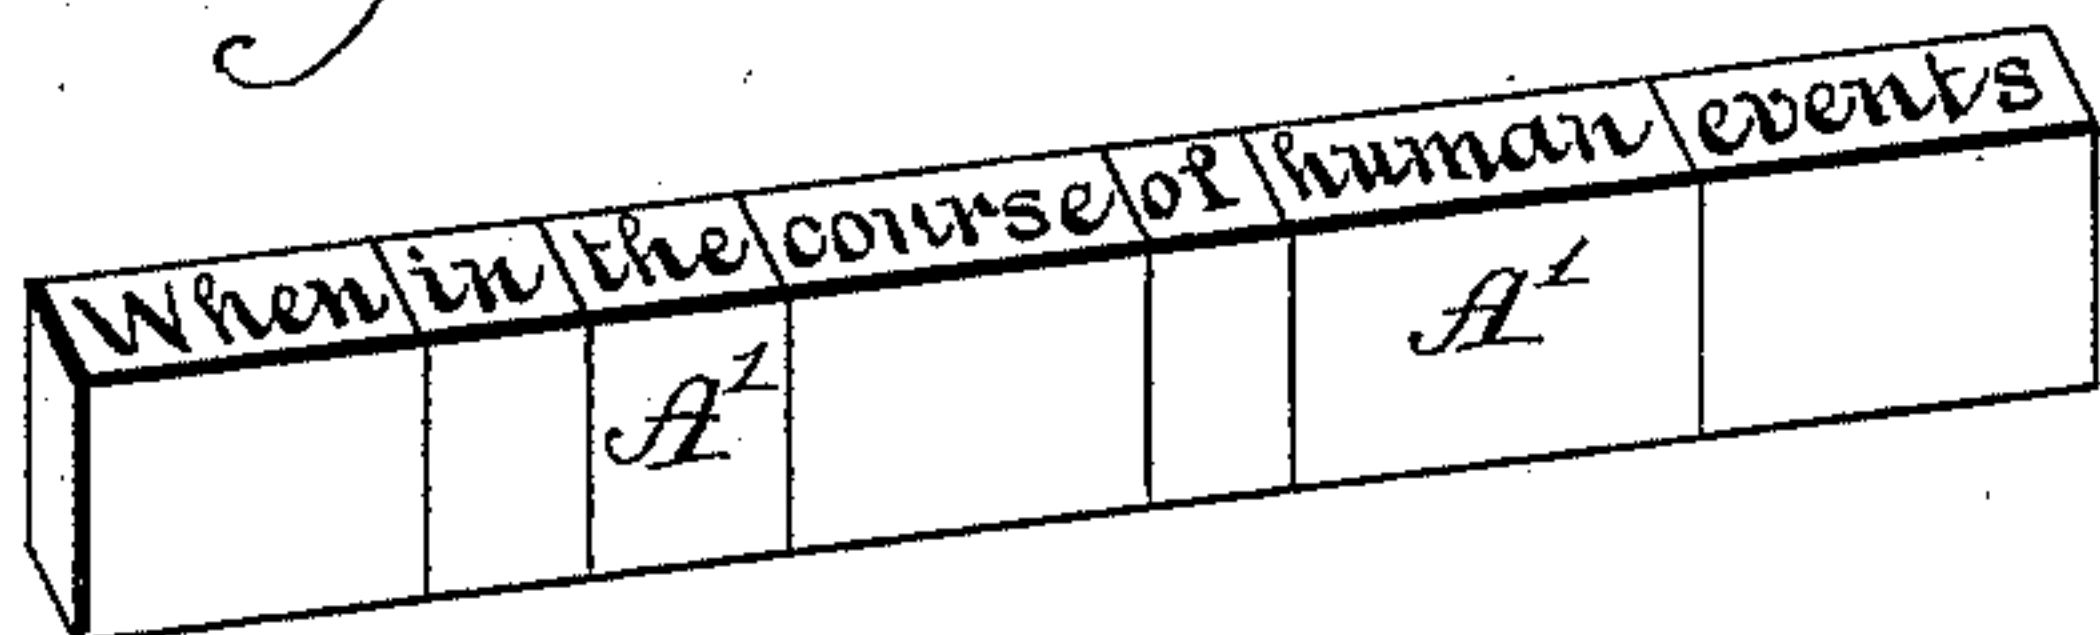 When in the course of human events
A¹ A¹